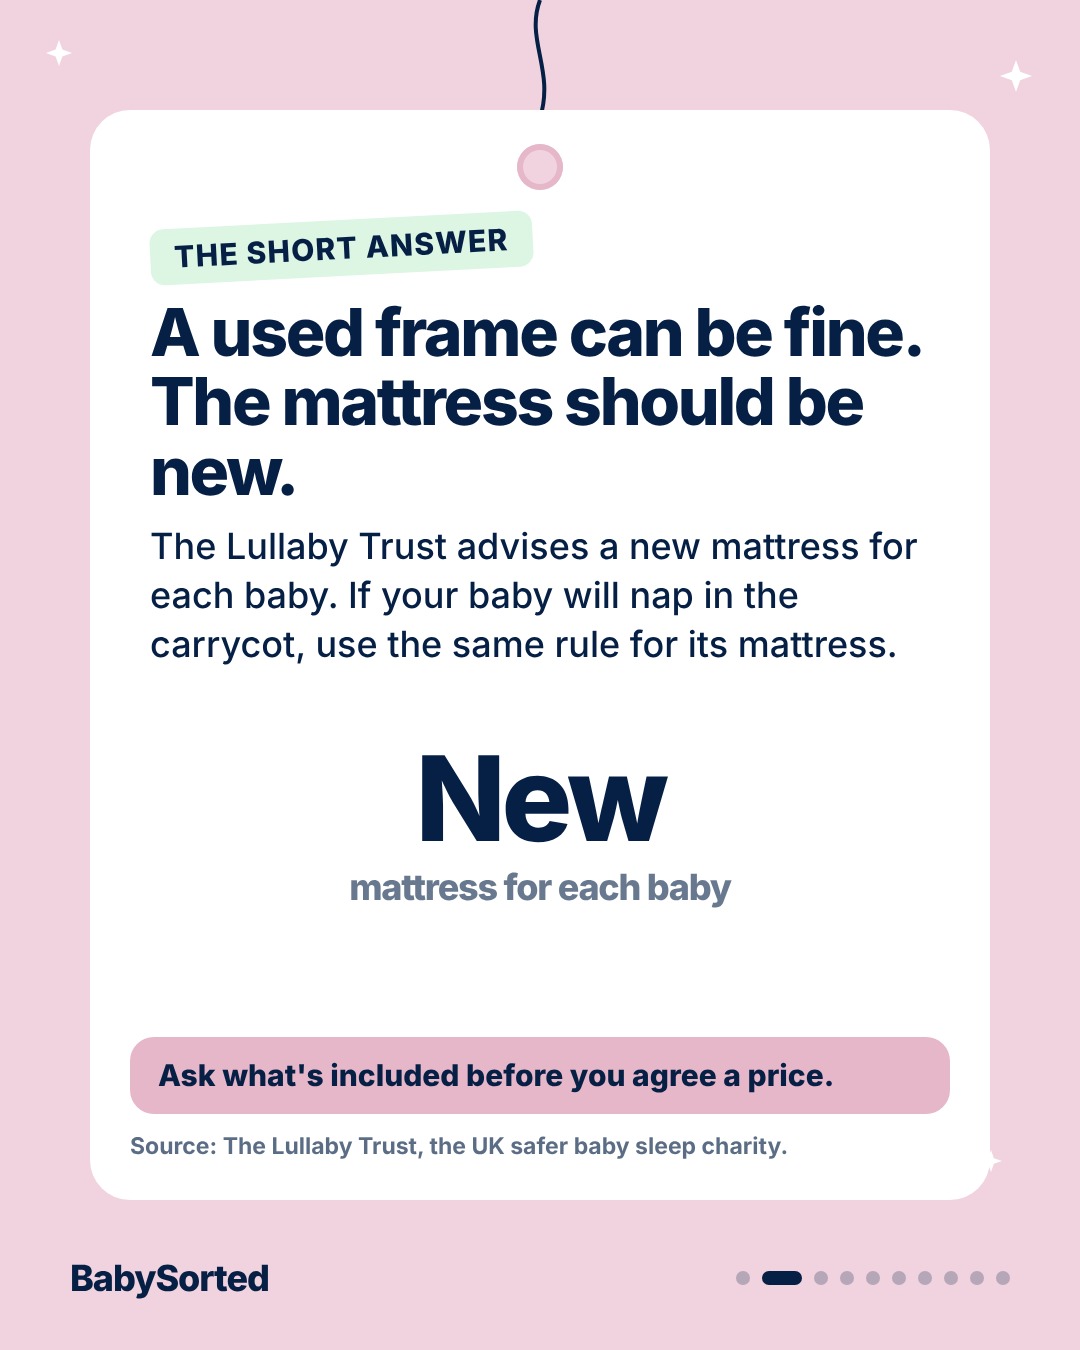 THE SHORT ANSWER
A used frame can be fine.
The mattress should be
new.
The Lullaby Trust advises a new mattress for
each baby. If your baby will nap in the
carrycot, use the same rule for its mattress.
New
mattress for each baby
Ask what's included before you agree a price.
Source: The Lullaby Trust, the UK safer baby sleep charity.
BabySorted